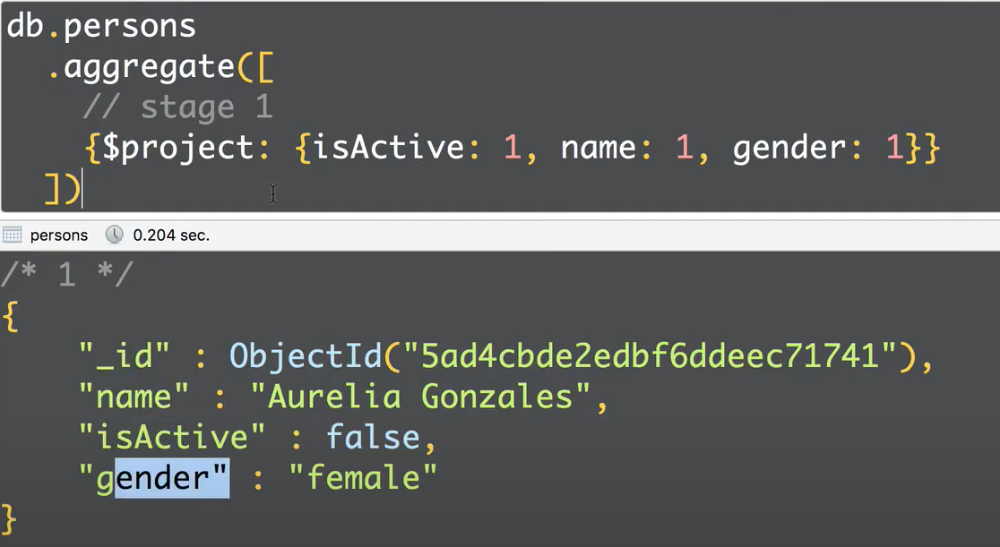 db.persons
.aggregate([
// stage 1
{$project: {isActive: 1, name: 1, gender: 1}}
])
persons 0.204 sec.
/* 1 */
{
"_id" : ObjectId("5ad4cbde2edbf6ddeec71741"),
"name" : "Aurelia Gonzales",
"isActive" : false,
"gender" : "female"
}